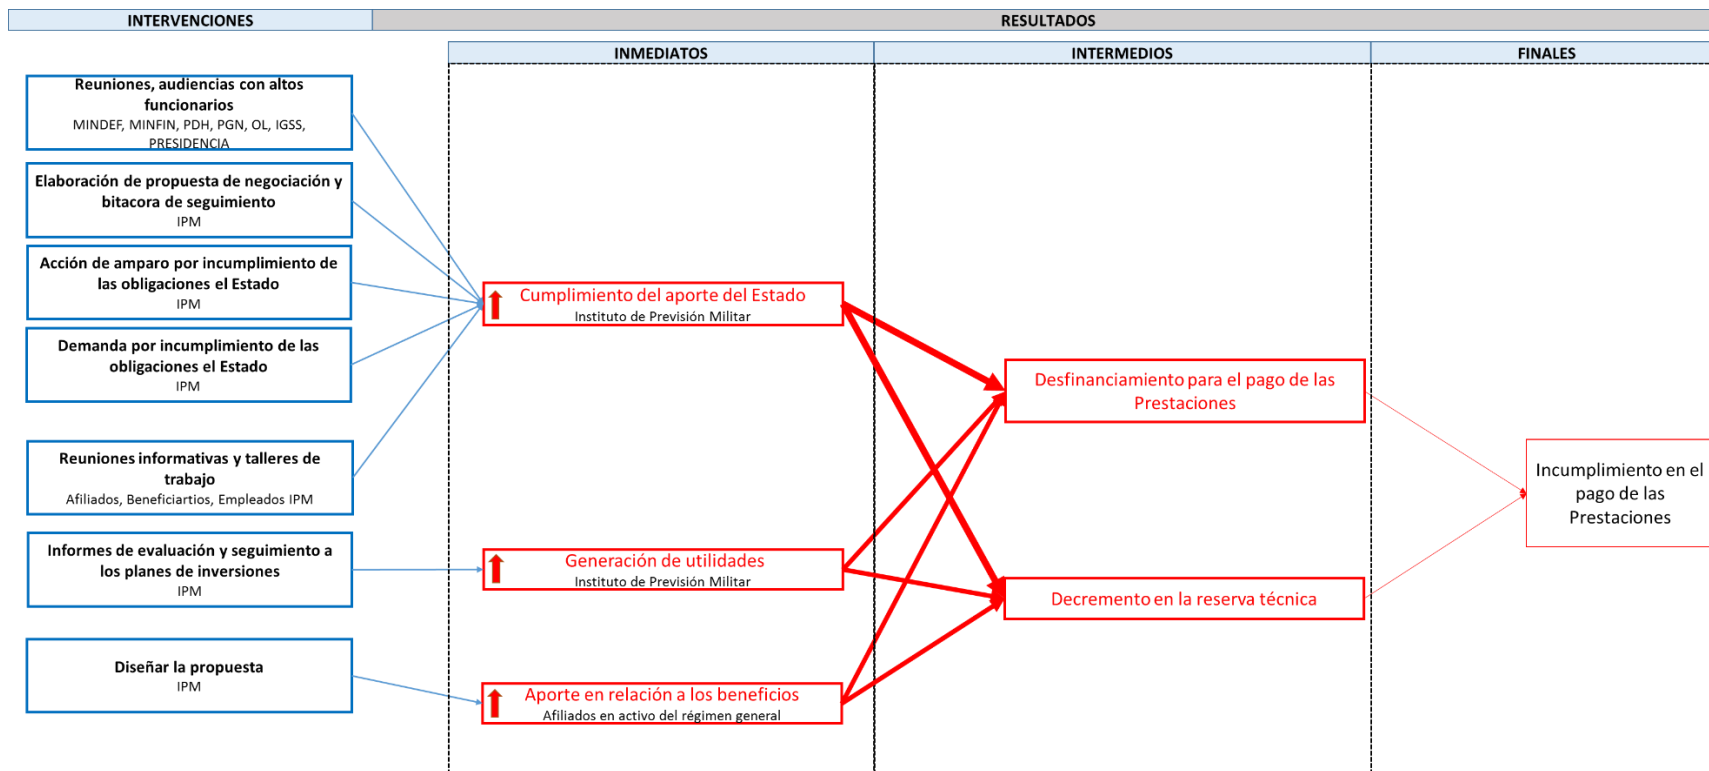 INTERVENCIONES
RESULTADOS
INMEDIATOS
INTERMEDIOS
FINALES
Reuniones, audiencias con altos
funcionarios
MINDEF, MINFIN, PDH, PGN, OL, IGSS,
PRESIDENCIA
Elaboración de propuesta de negociación y
bitacora de seguimiento
IPM
Acción de amparo por incumplimiento de
las obligaciones el Estado
IPM
Demanda por incumplimiento de las
obligaciones el Estado
IPM
Reuniones informativas y talleres de
trabajo
Afiliados, Beneficiartios, Empleados IPM
Informes de evaluación y seguimiento a
los planes de inversiones
IPM
Diseñar la propuesta
IPM
Cumplimiento del aporte del Estado
Instituto de Previsión Militar
Generación de utilidades
Instituto de Previsión Militar
Aporte en relación a los beneficios
Afiliados en activo del régimen general
Desfinanciamiento para el pago de las
Prestaciones
Decremento en la reserva técnica
Incumplimiento en el
pago de las
Prestaciones